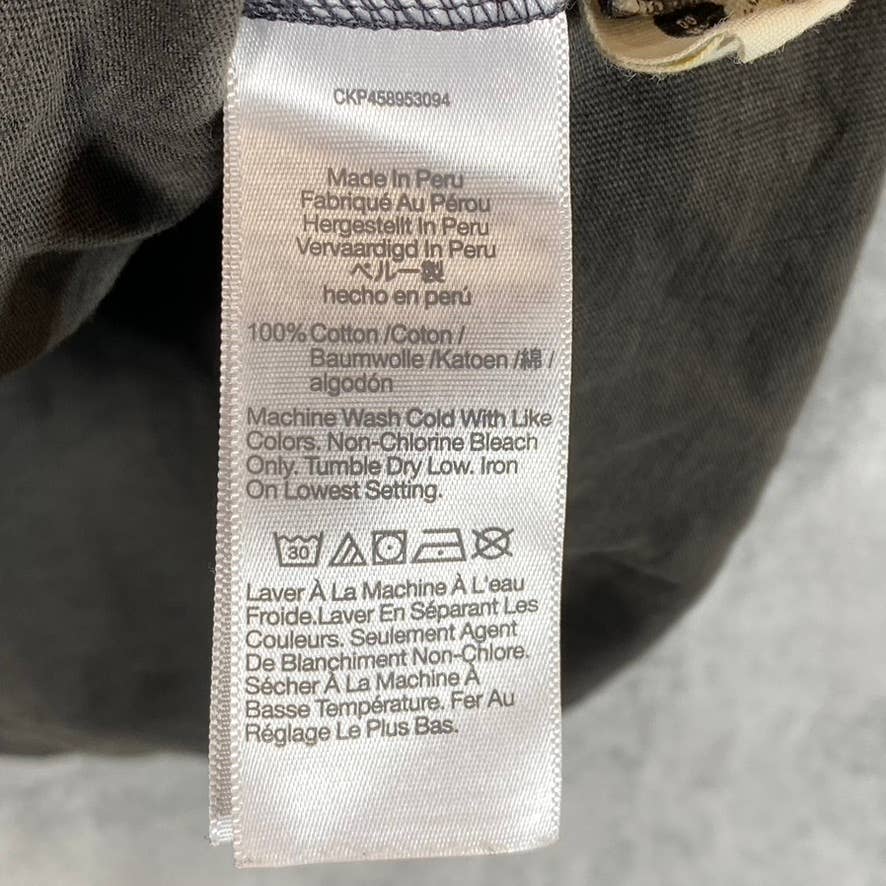 CKP458953094
Made In Peru
Fabriqué Au Pérou
Hergestellt In Peru
Vervaardigd In Peru
ペルー製
hecho en perú
100% Cotton /Coton /
Baumwolle /Katoen /綿 /
algodón
Machine Wash Cold With Like
Colors. Non-Chlorine Bleach
Only. Tumble Dry Low. Iron
On Lowest Setting.
30
Laver À La Machine À L'eau
Froide.Laver En Séparant Les
Couleurs. Seulement Agent
De Blanchiment Non-Chlore.
Sécher À La Machine À
Basse Température. Fer Au
Réglage Le Plus Bas.